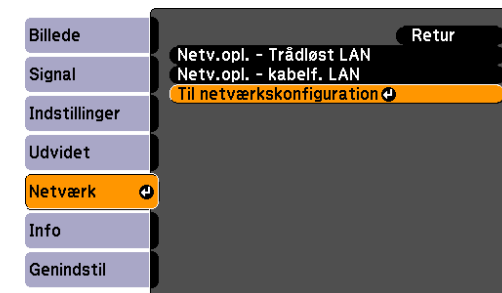 Billede
Signal
Indstillinger
Udvidet
Netværk
Info
Genindstil
Retur
Netv.opl. - Trådløst LAN
Netv.opl. - kabelf. LAN
Til netværkskonfiguration